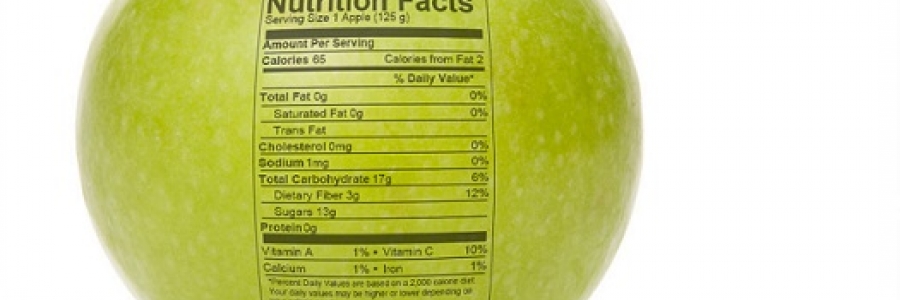 Nutrition Facts
Serving Size 1 Apple (125 g)
Amount Per Serving
Calories 65 Calories from Fat 2
% Daily Value*
Total Fat 0g 0%
Saturated Fat 0g 0%
Trans Fat
Cholesterol 0mg 0%
Sodium 1mg 0%
Total Carbohydrate 17g 6%
Dietary Fiber 3g 12%
Sugars 13g
Protein 0g
Vitamin A 1% • Vitamin C 10%
Calcium 1% • Iron 1%
*Percent Daily Values are based on a 2,000 calorie diet.
Your daily values may be higher or lower depending on